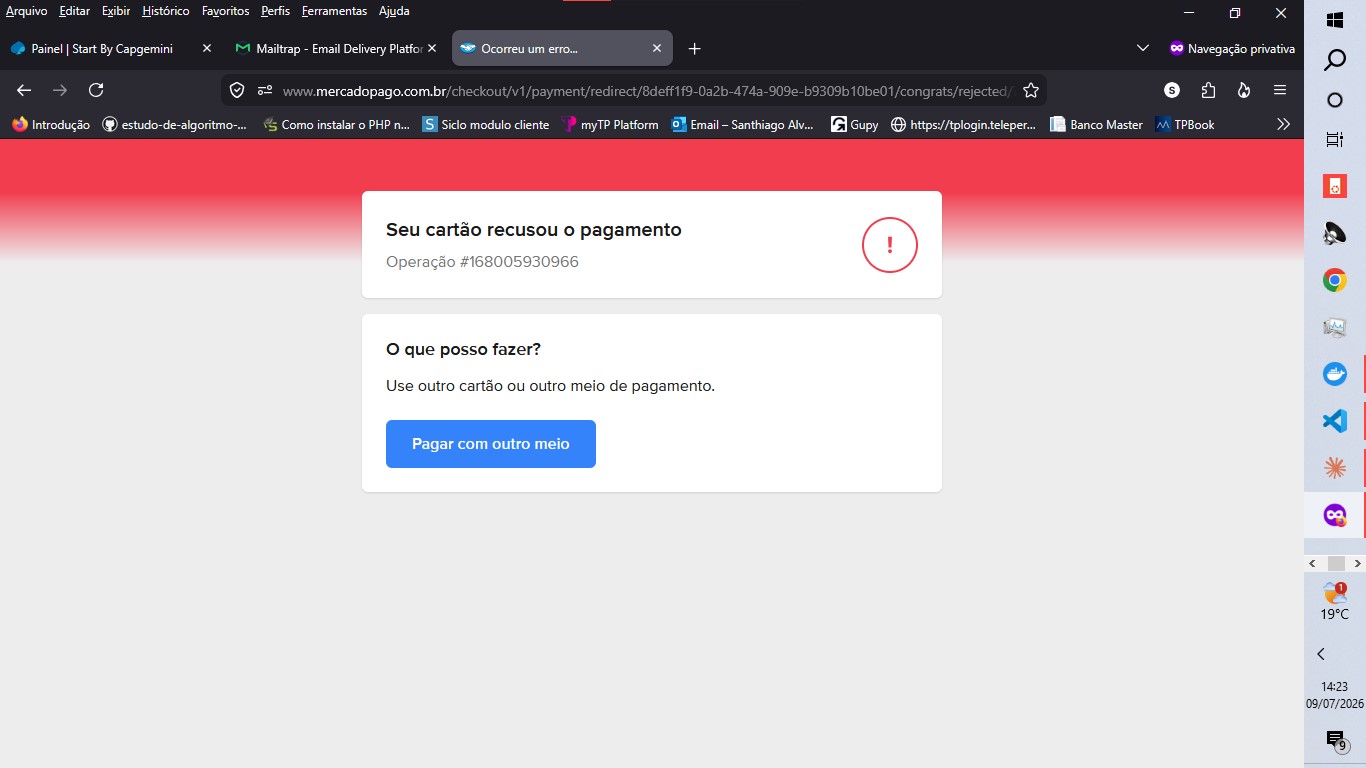 Arquivo Editar Exibir Histórico Favoritos Perfis Ferramentas Ajuda
Painel | Start By Capgemini
Mailtrap - Email Delivery Platfor
Ocorreu um erro...
Navegação privativa
www.mercadopago.com.br/checkout/v1/payment/redirect/8deff1f9-0a2b-474a-909e-b9309b10be01/congrats/rejected/
S
Introdução
estudo-de-algoritmo-...
Como instalar o PHP n...
S
Siclo modulo cliente
myTP Platform
Email – Santhiago Alv...
Gupy
https://tplogin.teleper...
Banco Master
TPBook
Seu cartão recusou o pagamento
Operação #168005930966
!
O que posso fazer?
Use outro cartão ou outro meio de pagamento.
Pagar com outro meio
1
19°C
14:23
09/07/2026
9